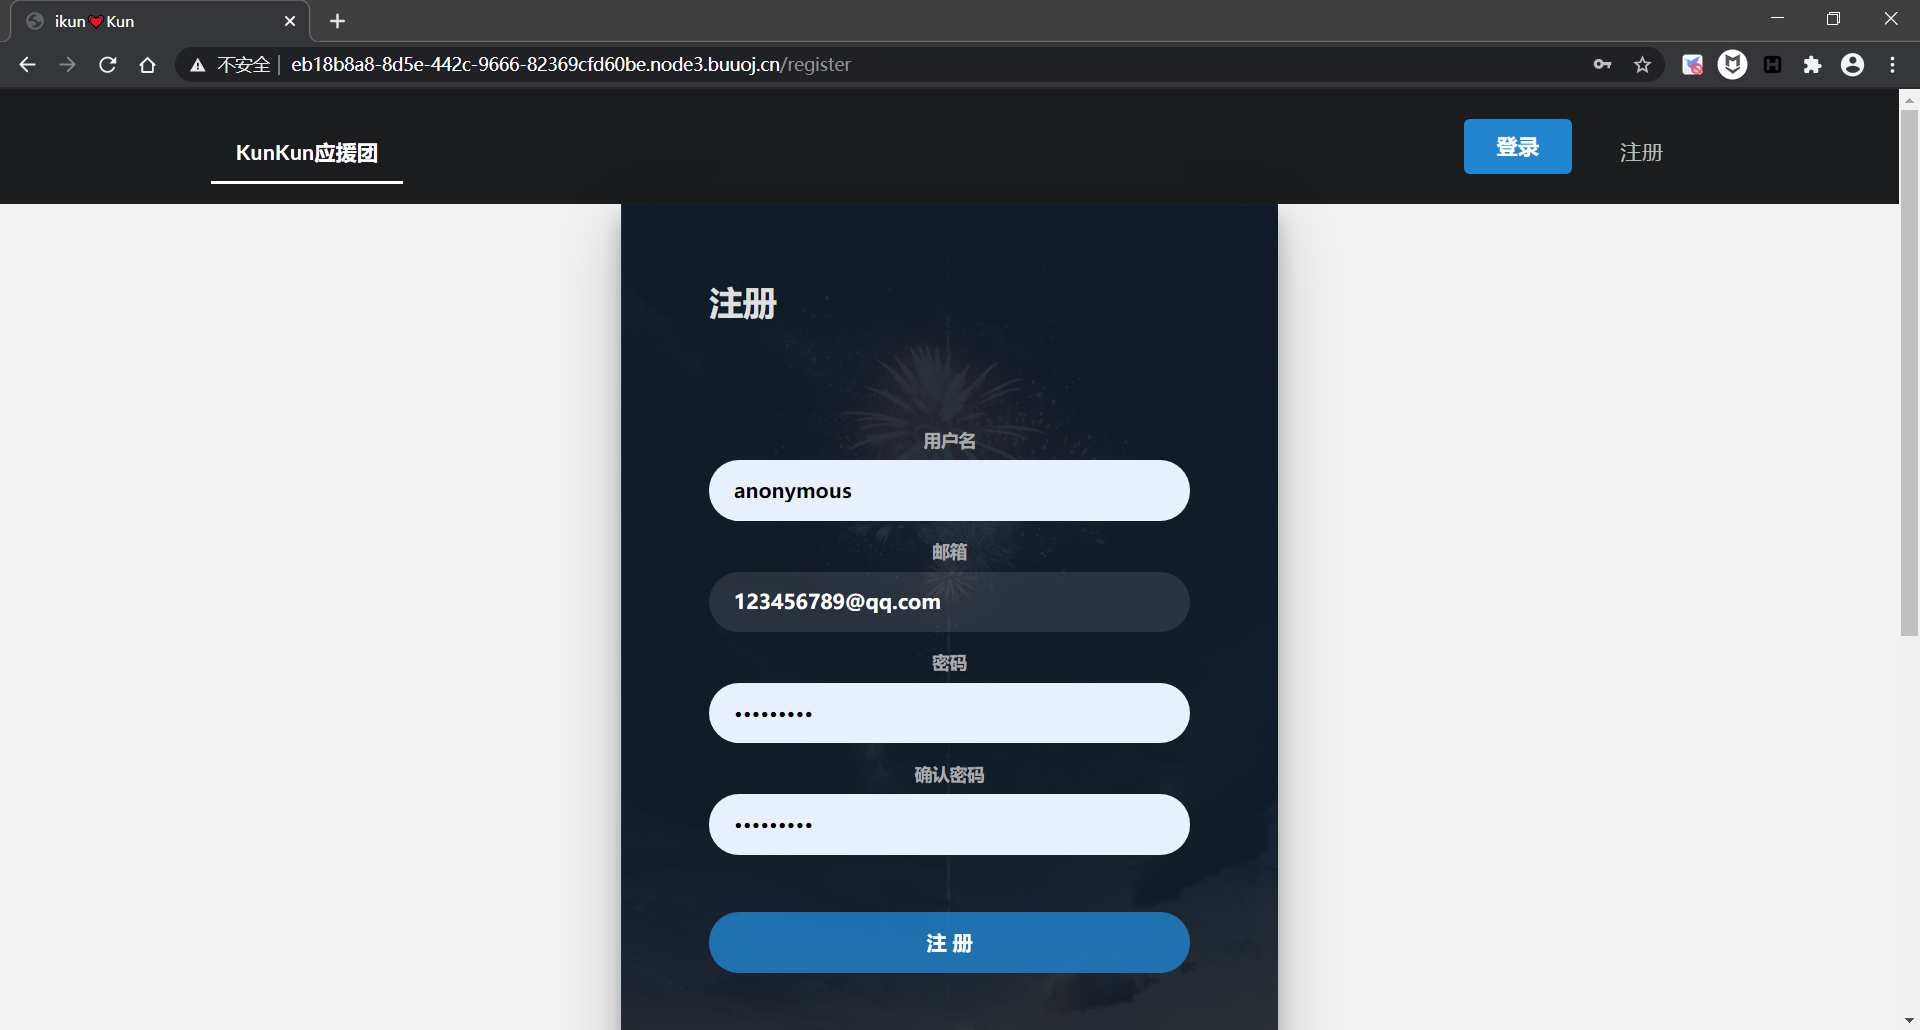 ikun❤Kun
不安全
eb18b8a8-8d5e-442c-9666-82369cfd60be.node3.buuoj.cn/register
KunKun应援团
登录
注册
注册
用户名
anonymous
邮箱
123456789@qq.com
密码
•••••••••
确认密码
•••••••••
注 册